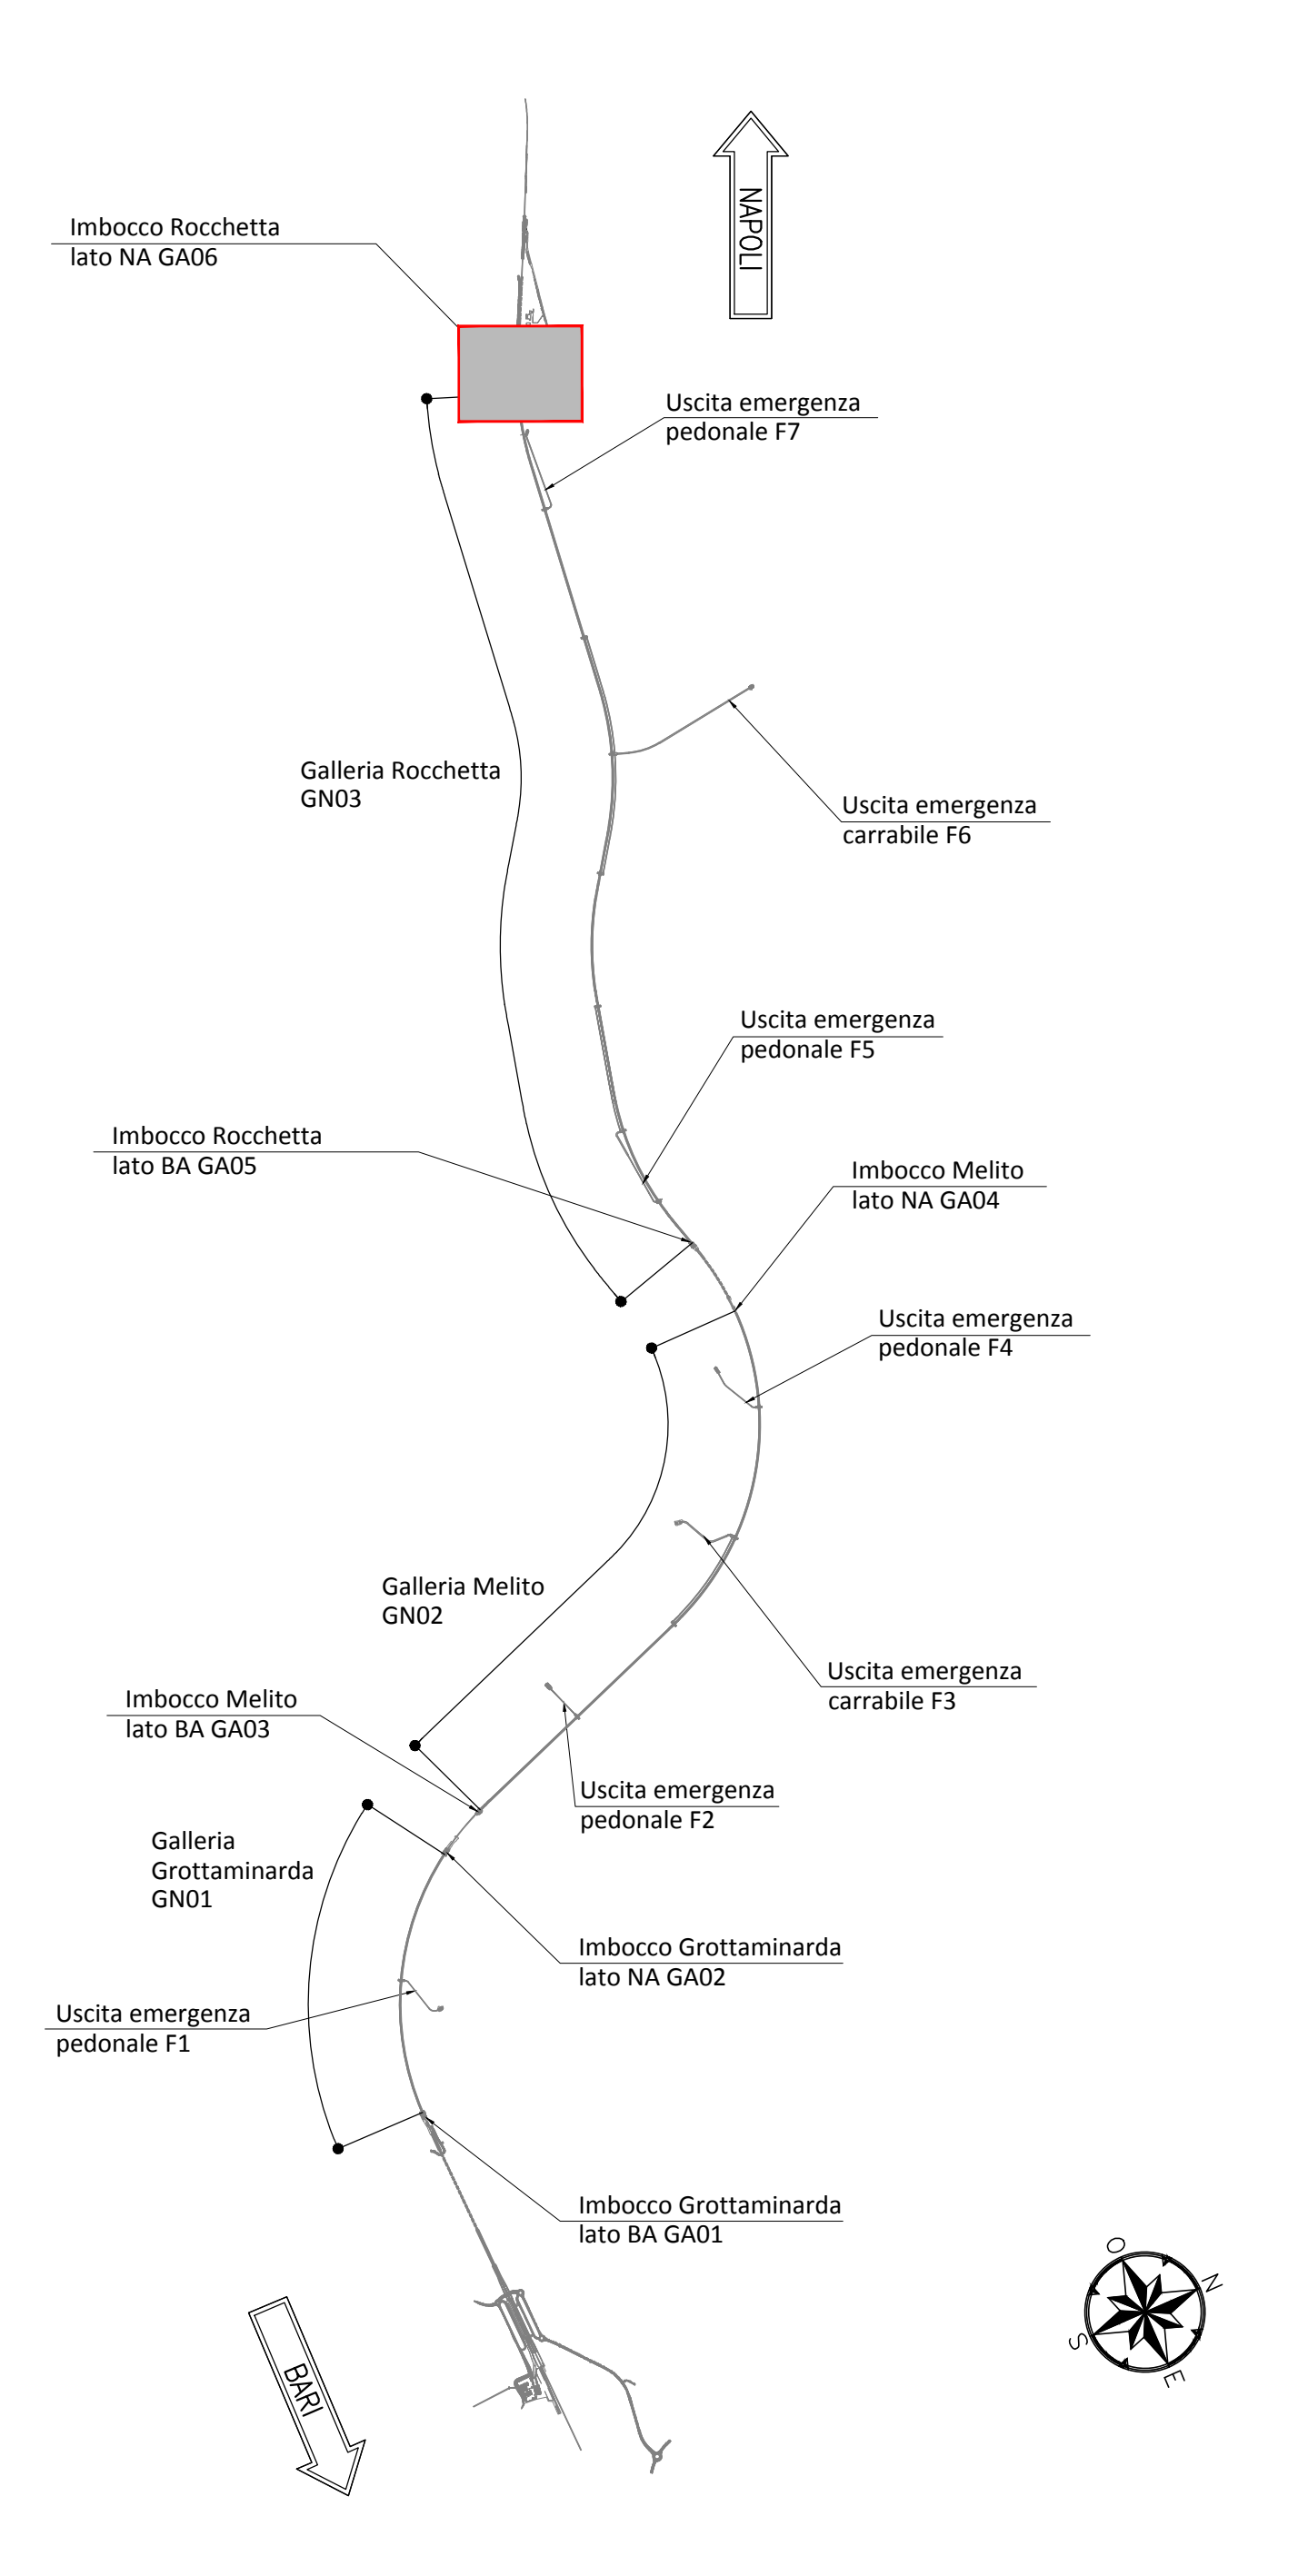 NAPOLI
Imbocco Rocchetta
lato NA GA06
Uscita emergenza
pedonale F7
Galleria Rocchetta
GN03
Uscita emergenza
carrabile F6
Uscita emergenza
pedonale F5
Imbocco Rocchetta
lato BA GA05
Imbocco Melito
lato NA GA04
Uscita emergenza
pedonale F4
Galleria Melito
GN02
Uscita emergenza
carrabile F3
Imbocco Melito
lato BA GA03
Uscita emergenza
pedonale F2
Galleria
Grottaminarda
GN01
Imbocco Grottaminarda
lato NA GA02
Uscita emergenza
pedonale F1
Imbocco Grottaminarda
lato BA GA01
BARI
O
N
S
E